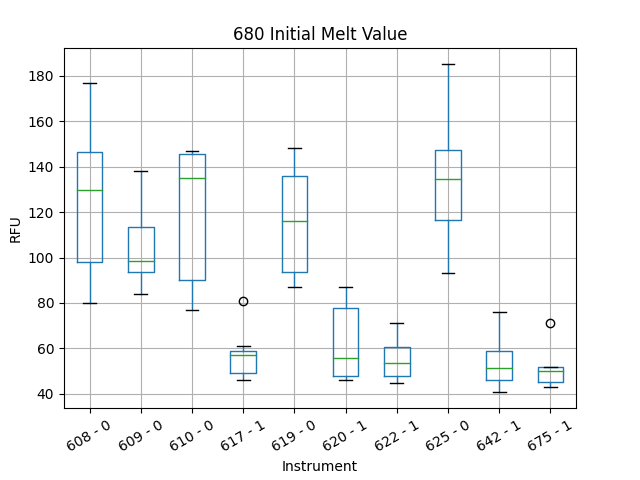 680 Initial Melt Value
180
160
140
120
100
80
60
40
RFU
608 - 0
609 - 0
610 - 0
617 - 1
619 - 0
620 - 1
622 - 1
625 - 0
642 - 1
675 - 1
Instrument